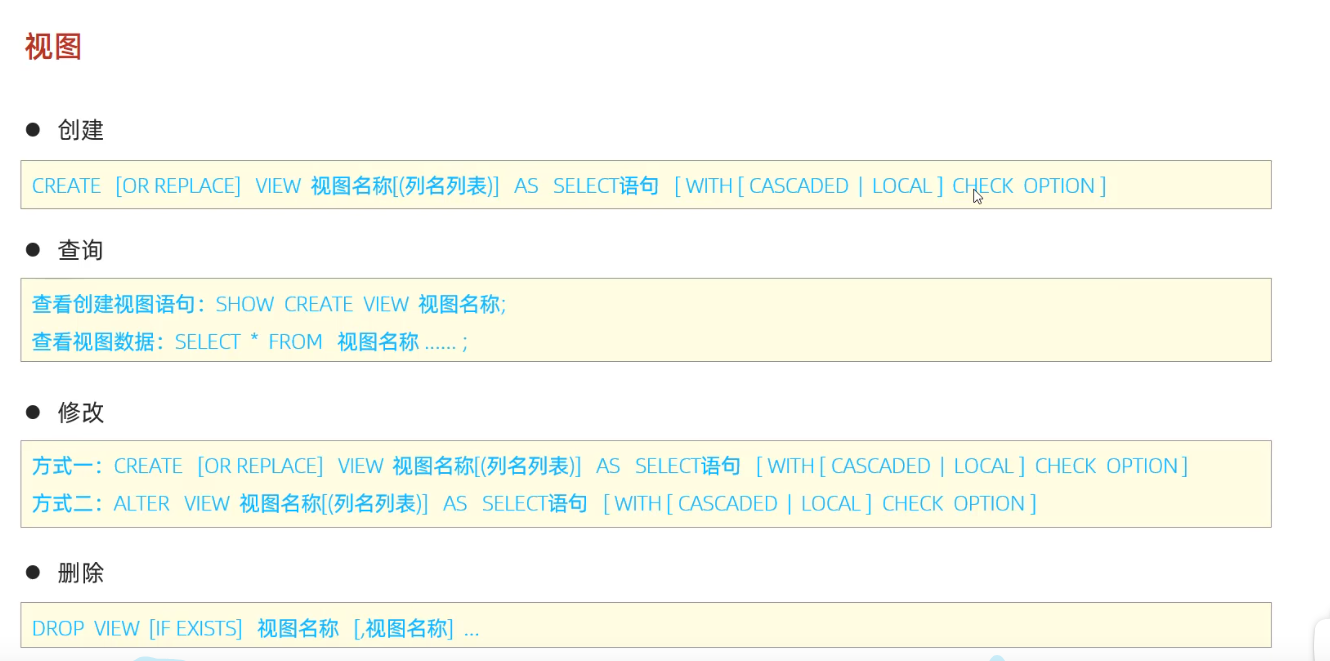 视图
创建
CREATE [OR REPLACE] VIEW 视图名称[(列名列表)] AS SELECT语句 [ WITH [ CASCADED | LOCAL ] CHECK OPTION ]
查询
查看创建视图语句：SHOW CREATE VIEW 视图名称;
查看视图数据：SELECT * FROM 视图名称 ...... ;
修改
方式一：CREATE [OR REPLACE] VIEW 视图名称[(列名列表)] AS SELECT语句 [ WITH [ CASCADED | LOCAL ] CHECK OPTION ]
方式二：ALTER VIEW 视图名称[(列名列表)] AS SELECT语句 [ WITH [ CASCADED | LOCAL ] CHECK OPTION ]
删除
DROP VIEW [IF EXISTS] 视图名称 [,视图名称] ...